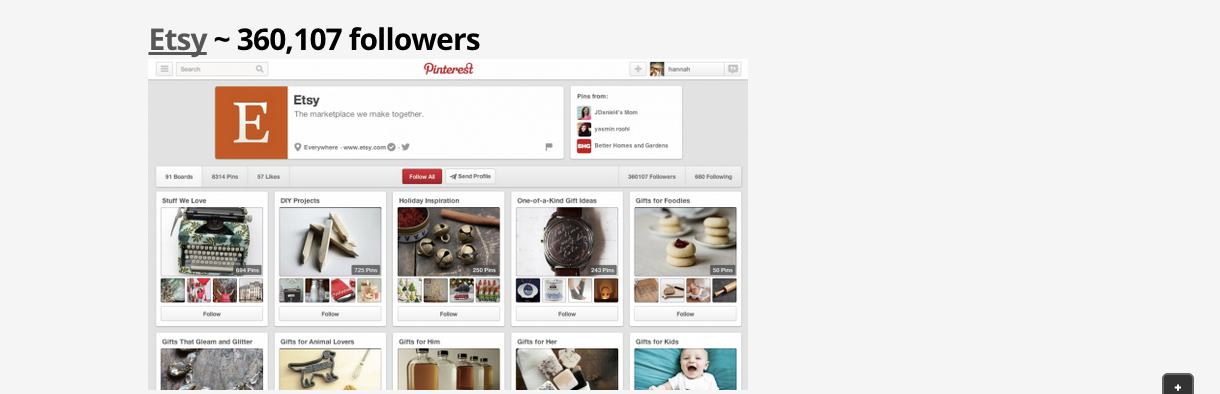 Etsy ~ 360,107 followers
Search
Pinterest
hannah
E
Etsy
The marketplace we make together.
Everywhere · www.etsy.com ·
Pins from:
JDaniel4's Mom
yasmin roohi
BHG Better Homes and Gardens
91 Boards 8314 Pins 57 Likes Follow All Send Profile 360107 Followers 680 Following
Stuff We Love DIY Projects Holiday Inspiration One-of-a-Kind Gift Ideas Gifts for Foodies
694 Pins 725 Pins 250 Pins 243 Pins 50 Pins
Follow Follow Follow Follow Follow
Gifts That Gleam and Glitter Gifts for Animal Lovers Gifts for Him Gifts for Her Gifts for Kids
+